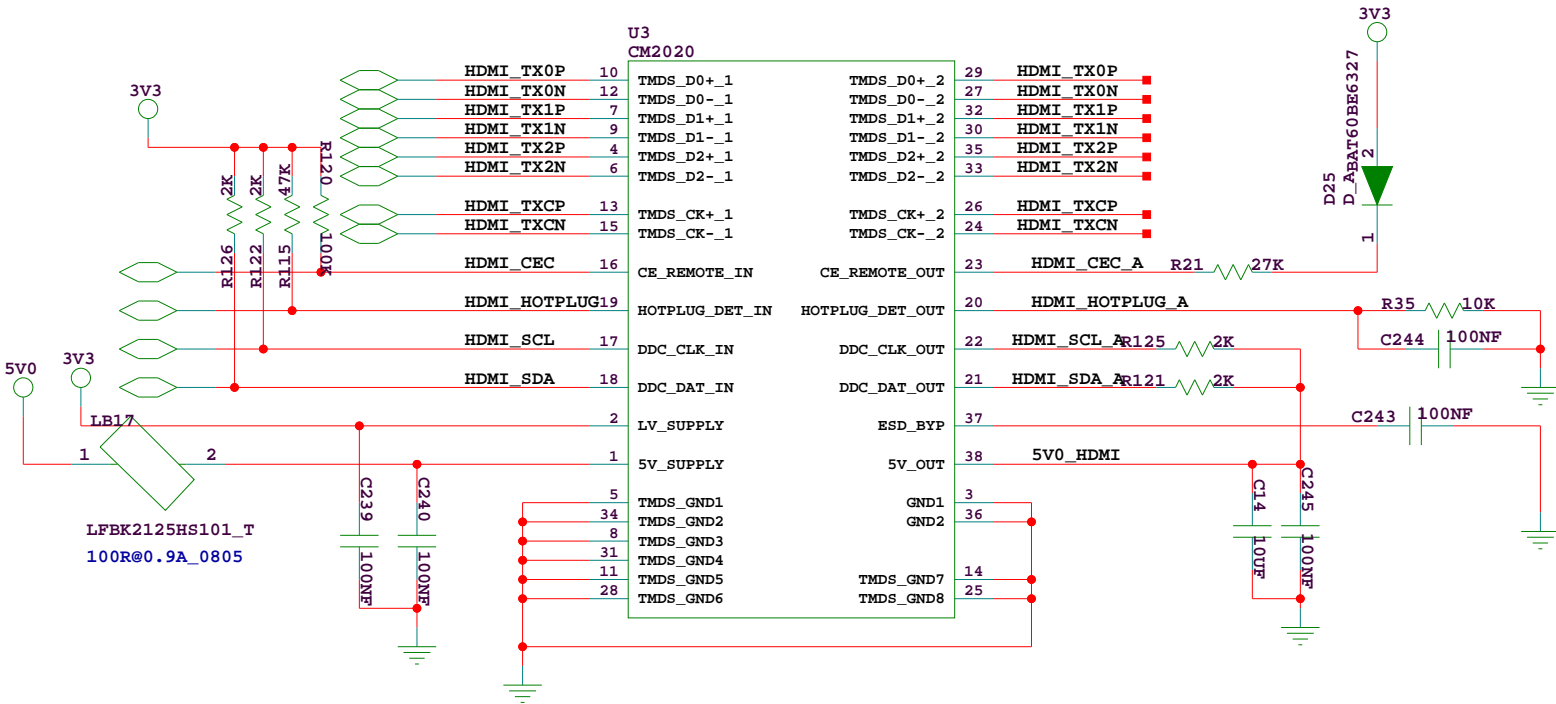 3V3
U3
CM2020
HDMI_TX0P 10 TMDS_D0+_1 TMDS_D0+_2 29 HDMI_TX0P
HDMI_TX0N 12 TMDS_D0-_1 TMDS_D0-_2 27 HDMI_TX0N
HDMI_TX1P 7 TMDS_D1+_1 TMDS_D1+_2 32 HDMI_TX1P
HDMI_TX1N 9 TMDS_D1-_1 TMDS_D1-_2 30 HDMI_TX1N
HDMI_TX2P 4 TMDS_D2+_1 TMDS_D2+_2 35 HDMI_TX2P
HDMI_TX2N 6 TMDS_D2-_1 TMDS_D2-_2 33 HDMI_TX2N
HDMI_TXCP 13 TMDS_CK+_1 TMDS_CK+_2 26 HDMI_TXCP
HDMI_TXCN 15 TMDS_CK-_1 TMDS_CK-_2 24 HDMI_TXCN
HDMI_CEC 16 CE_REMOTE_IN CE_REMOTE_OUT 23 HDMI_CEC_A R21 27K
HDMI_HOTPLUG 19 HOTPLUG_DET_IN HOTPLUG_DET_OUT 20 HDMI_HOTPLUG_A R35 10K
HDMI_SCL 17 DDC_CLK_IN DDC_CLK_OUT 22 HDMI_SCL_A R125 2K
C244 100NF
HDMI_SDA 18 DDC_DAT_IN DDC_DAT_OUT 21 HDMI_SDA_A R121 2K
2 LV_SUPPLY ESD_BYP 37 C243 100NF
1 5V_SUPPLY 5V_OUT 38 5V0_HDMI
5 TMDS_GND1 GND1 3
34 TMDS_GND2 GND2 36
8 TMDS_GND3
31 TMDS_GND4
11 TMDS_GND5 TMDS_GND7 14
28 TMDS_GND6 TMDS_GND8 25
3V3
R126 2K
R122 2K
R115 47K
R120 100K
5V0
3V3
LB17
1 2
LFBK2125HS101_T
100R@0.9A_0805
C239 100NF
C240 100NF
D25
D_ABAT60BE6327
2
1
C14 10UF
C245 100NF